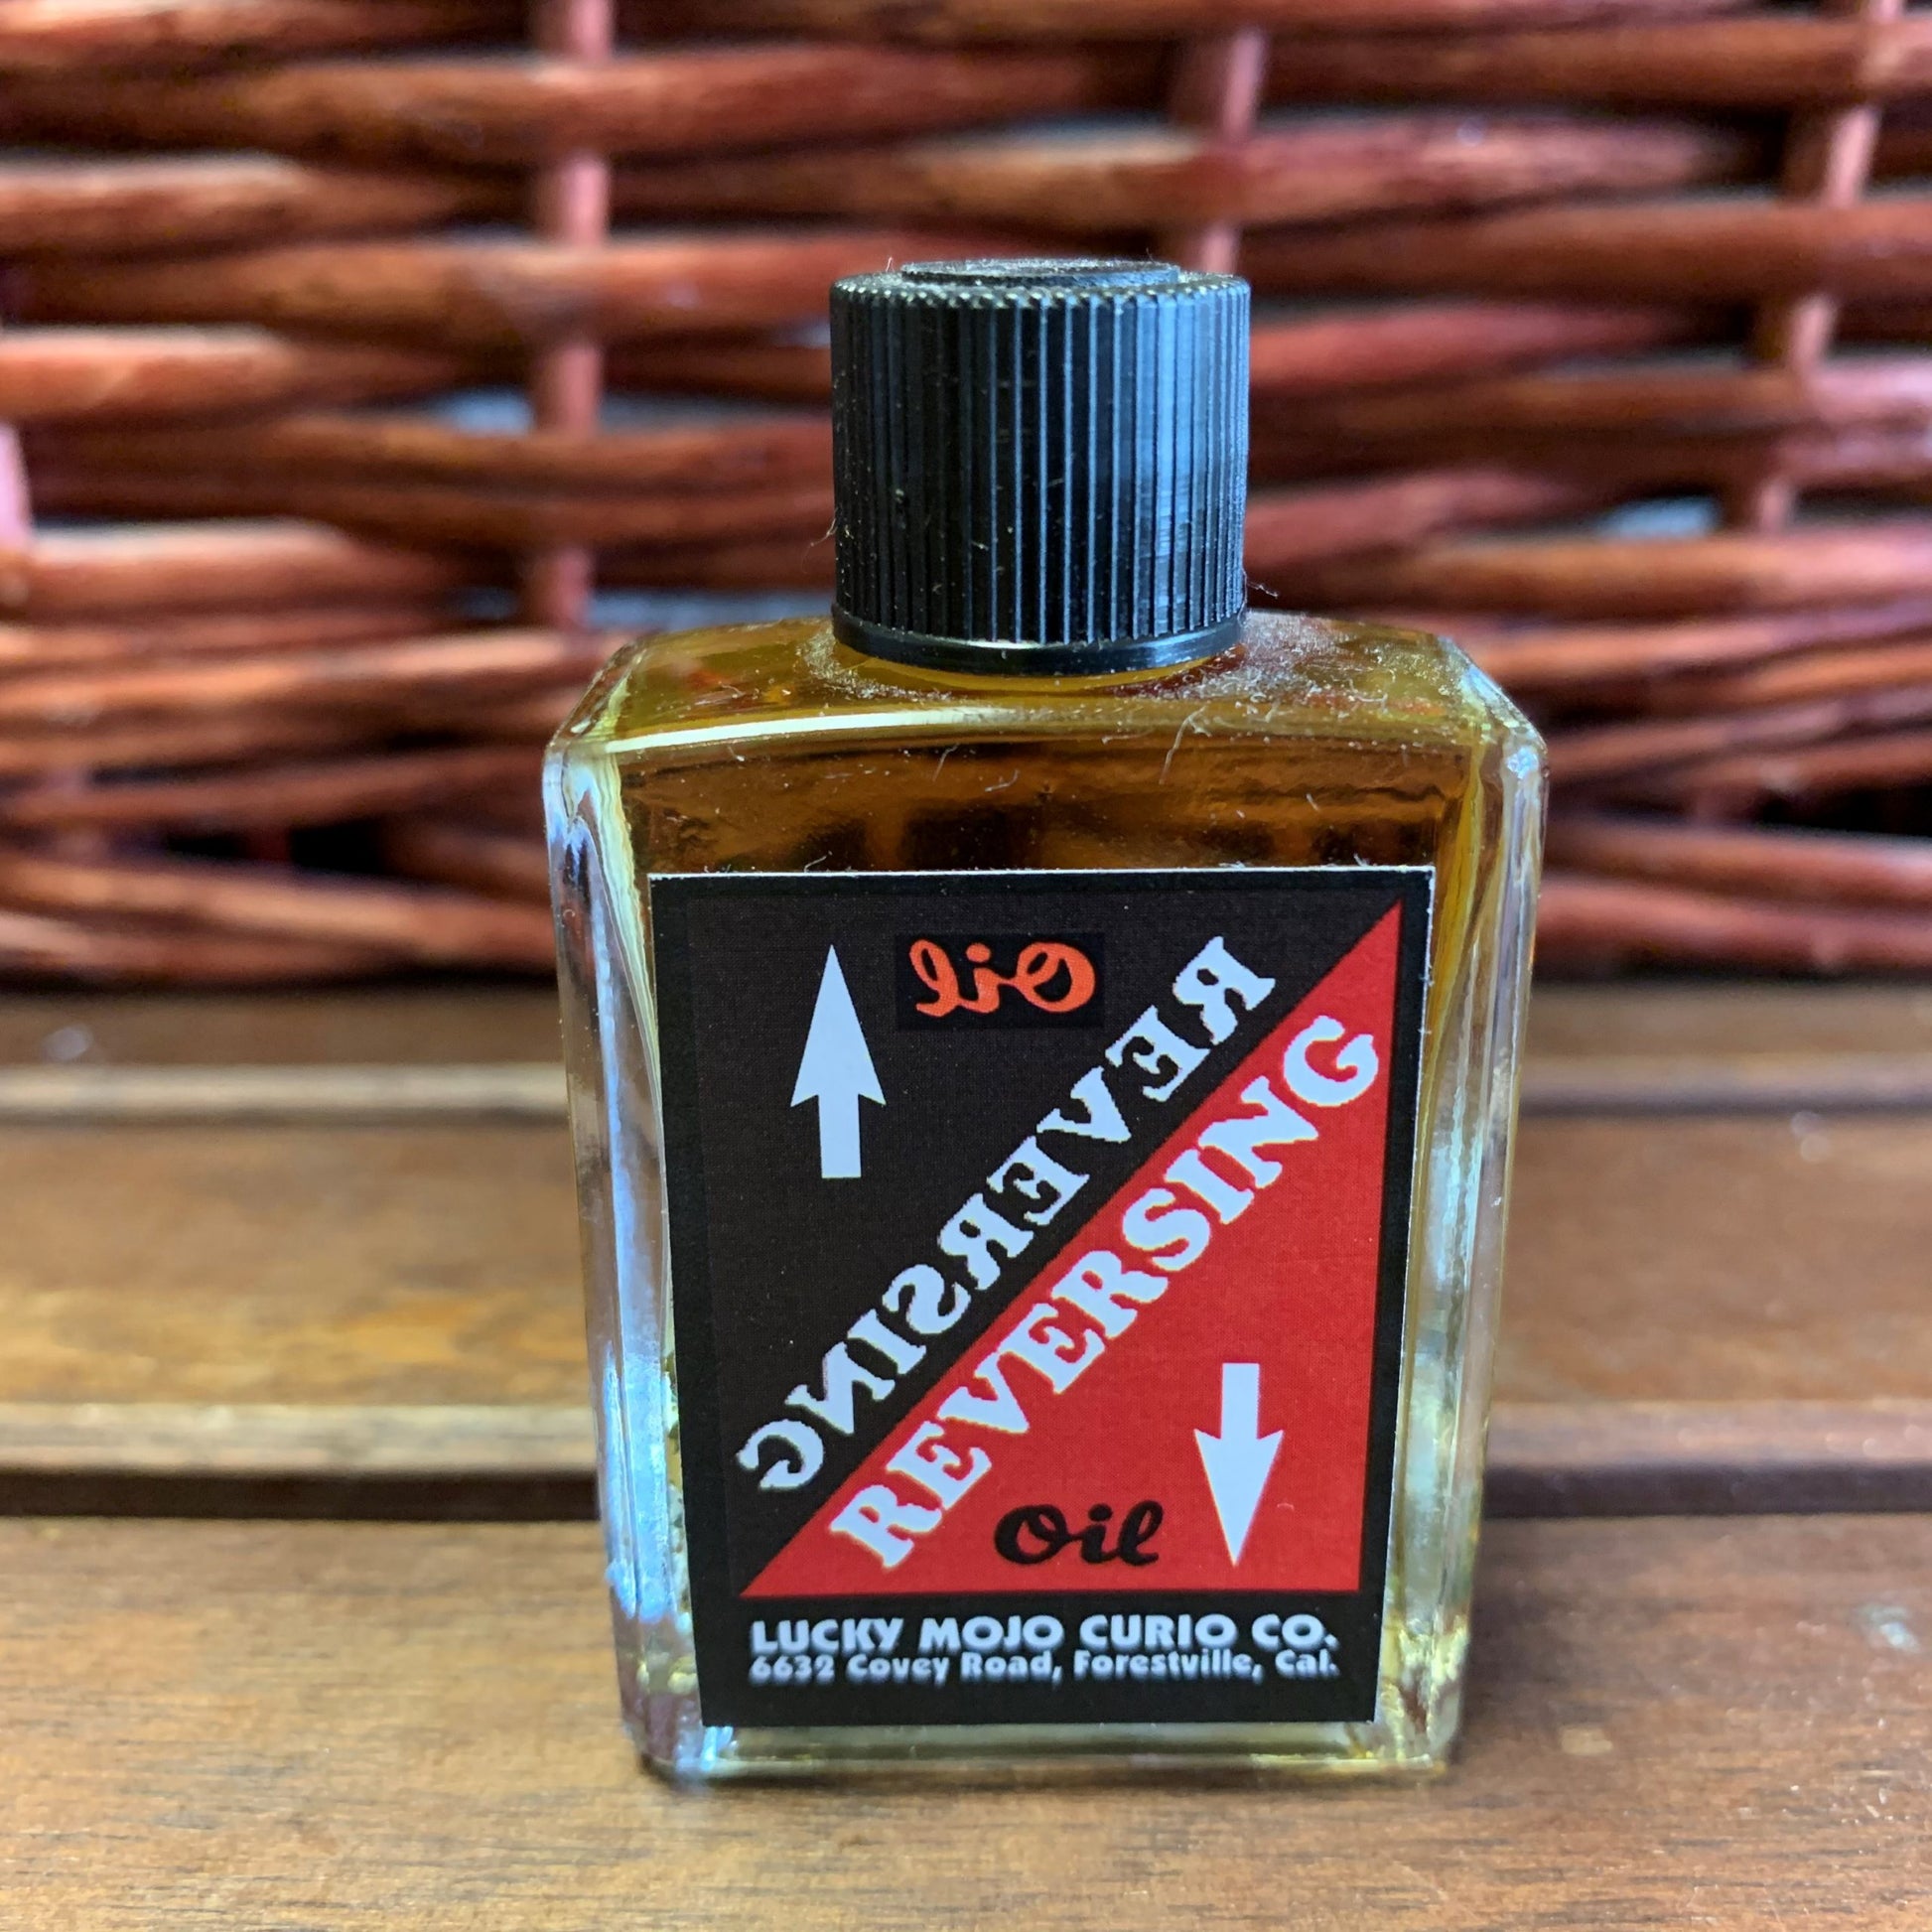 Oil
REVERSING
REVERSING
Oil
LUCKY MOJO CURIO CO.
6632 Covey Road, Forestville, Cal.